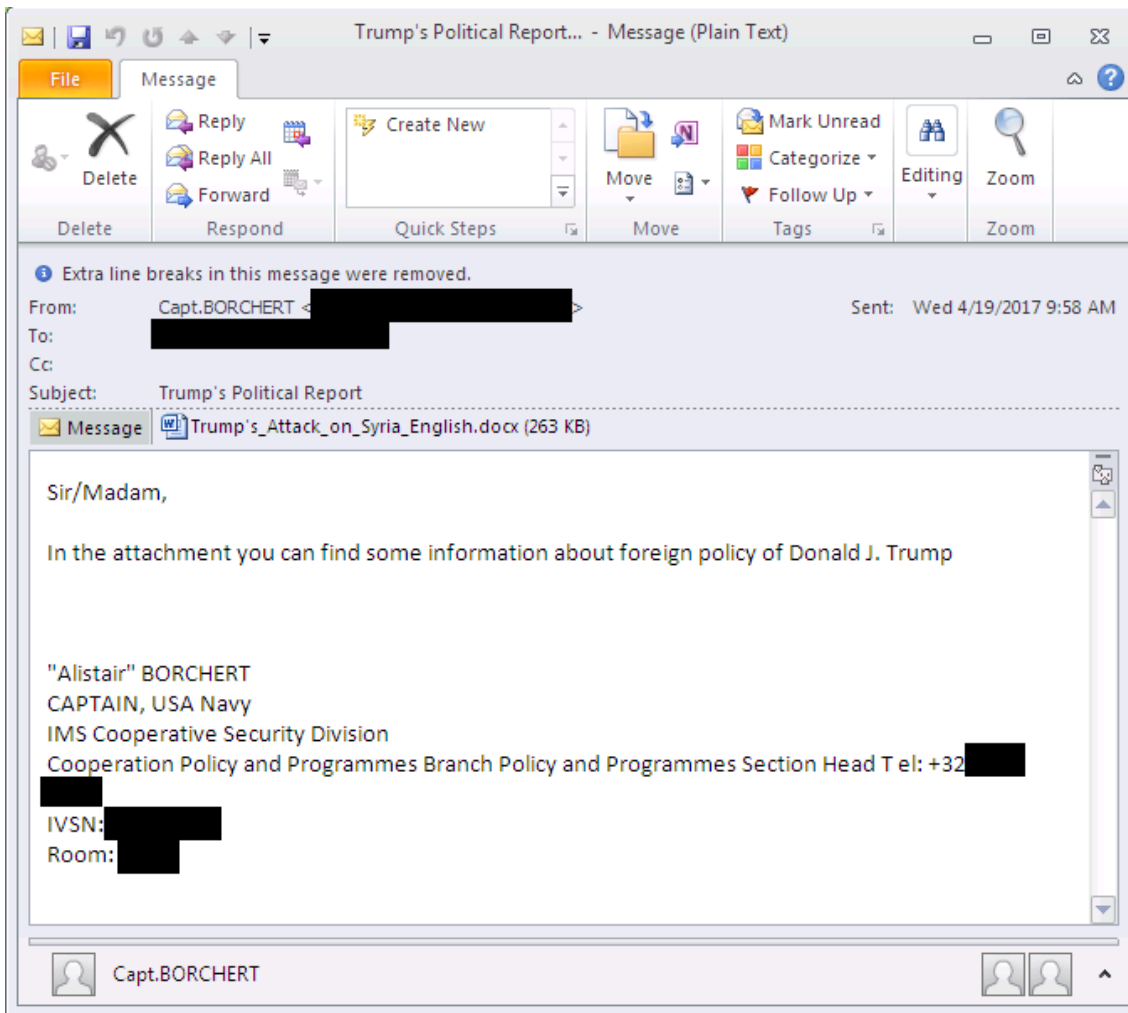 Trump's Political Report... - Message (Plain Text)
File
Message
Delete
Reply
Reply All
Forward
Create New
Move
Mark Unread
Categorize
Follow Up
Editing
Zoom
Delete
Respond
Quick Steps
Move
Tags
Zoom
Extra line breaks in this message were removed.
From: Capt.BORCHERT < > Sent: Wed 4/19/2017 9:58 AM
To:
Cc:
Subject: Trump's Political Report
Message Trump's_Attack_on_Syria_English.docx (263 KB)
Sir/Madam,
In the attachment you can find some information about foreign policy of Donald J. Trump
"Alistair" BORCHERT
CAPTAIN, USA Navy
IMS Cooperative Security Division
Cooperation Policy and Programmes Branch Policy and Programmes Section Head T el: +32
IVSN:
Room:
Capt.BORCHERT